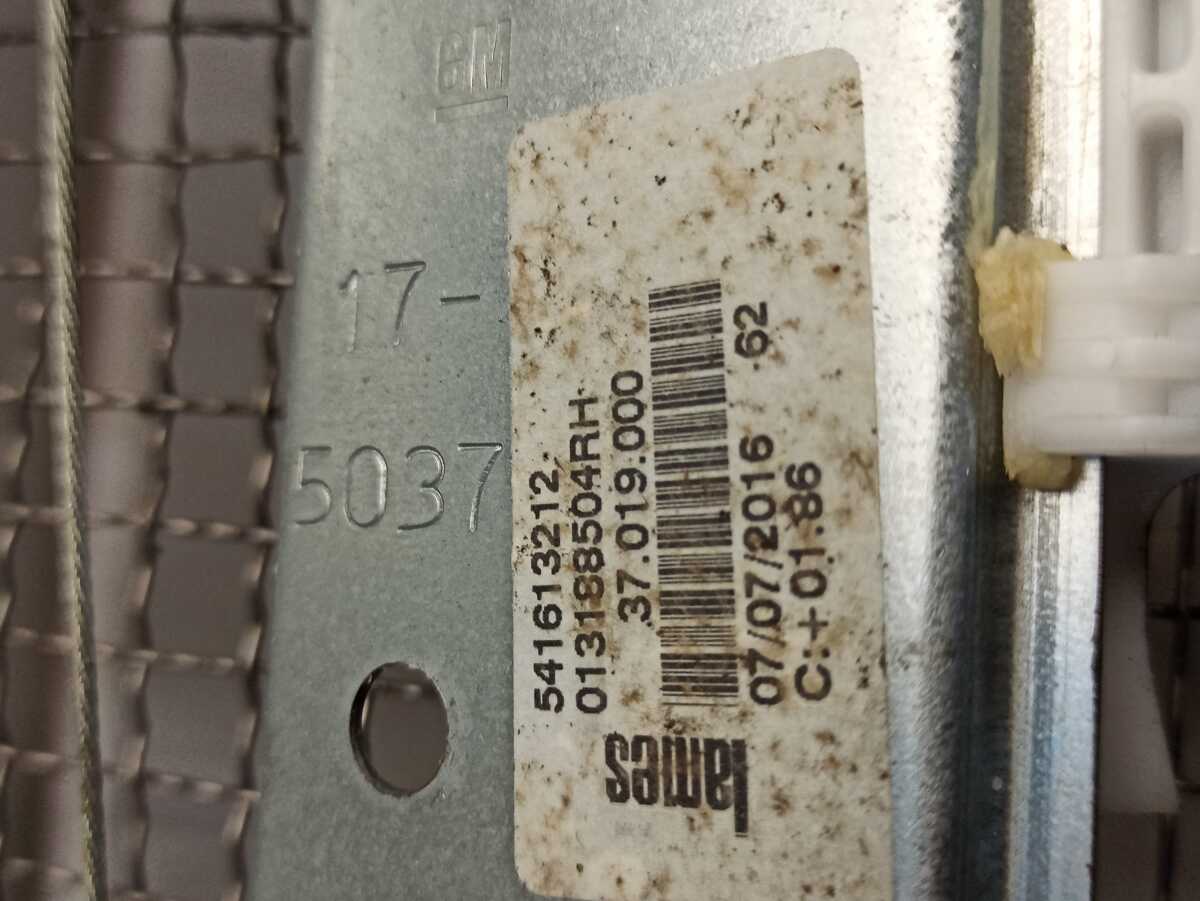 GM
17-
5037
541613212.
013188504RH
37.019.000
07/07/2016 62
C:+01.86
lames